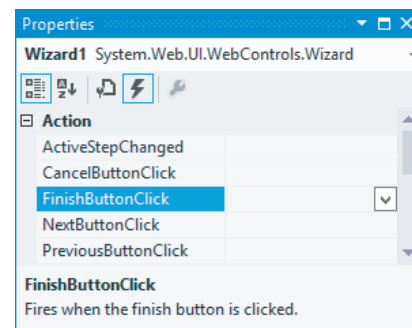 Properties
Wizard1 System.Web.UI.WebControls.Wizard
Action
ActiveStepChanged
CancelButtonClick
FinishButtonClick
NextButtonClick
PreviousButtonClick
FinishButtonClick
Fires when the finish button is clicked.